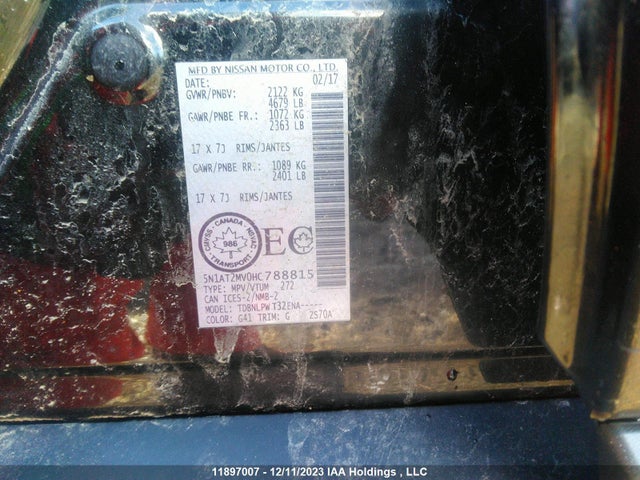 MFD BY NISSAN MOTOR CO., LTD.
DATE: 02/17
GVWR/PNBV: 2122 KG
4679 LB
GAWR/PNBE FR.: 1072 KG
2363 LB
17 X 7J RIMS/JANTES
GAWR/PNBE RR.: 1089 KG
2401 LB
17 X 7J RIMS/JANTES
CANADA
986
EC
5N1AT2MV0HC788815
TYPE: MPV/VTUM 272
CAN ICES-2/NMB-2
MODEL: TDBNLPW T32ENA-----
COLOR: G41 TRIM: G 2S70A
11897007 - 12/11/2023 IAA Holdings , LLC